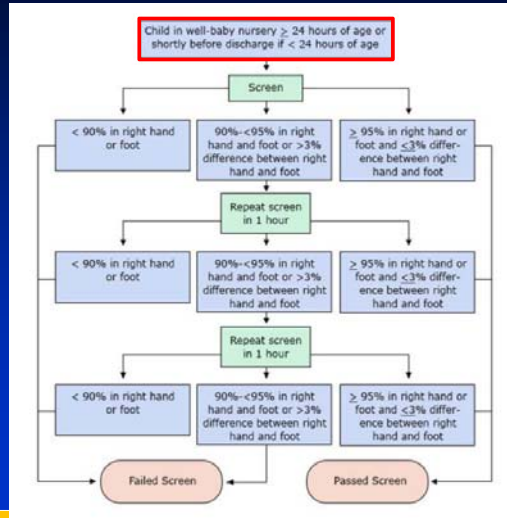 Child in well-baby nursery ≥ 24 hours of age or
shortly before discharge if < 24 hours of age
Screen
< 90% in right hand
or foot
90%-<95% in right
hand and foot or >3%
difference between right
hand and foot
≥ 95% in right hand or
foot and ≤3% differ-
ence between right
hand and foot
Repeat screen
in 1 hour
< 90% in right hand
or foot
90%-<95% in right
hand and foot or >3%
difference between right
hand and foot
≥ 95% in right hand or
foot and ≤3% differ-
ence between right
hand and foot
Repeat screen
in 1 hour
< 90% in right hand
or foot
90%-<95% in right
hand and foot or >3%
difference between right
hand and foot
≥ 95% in right hand or
foot and ≤3% differ-
ence between right
hand and foot
Failed Screen
Passed Screen